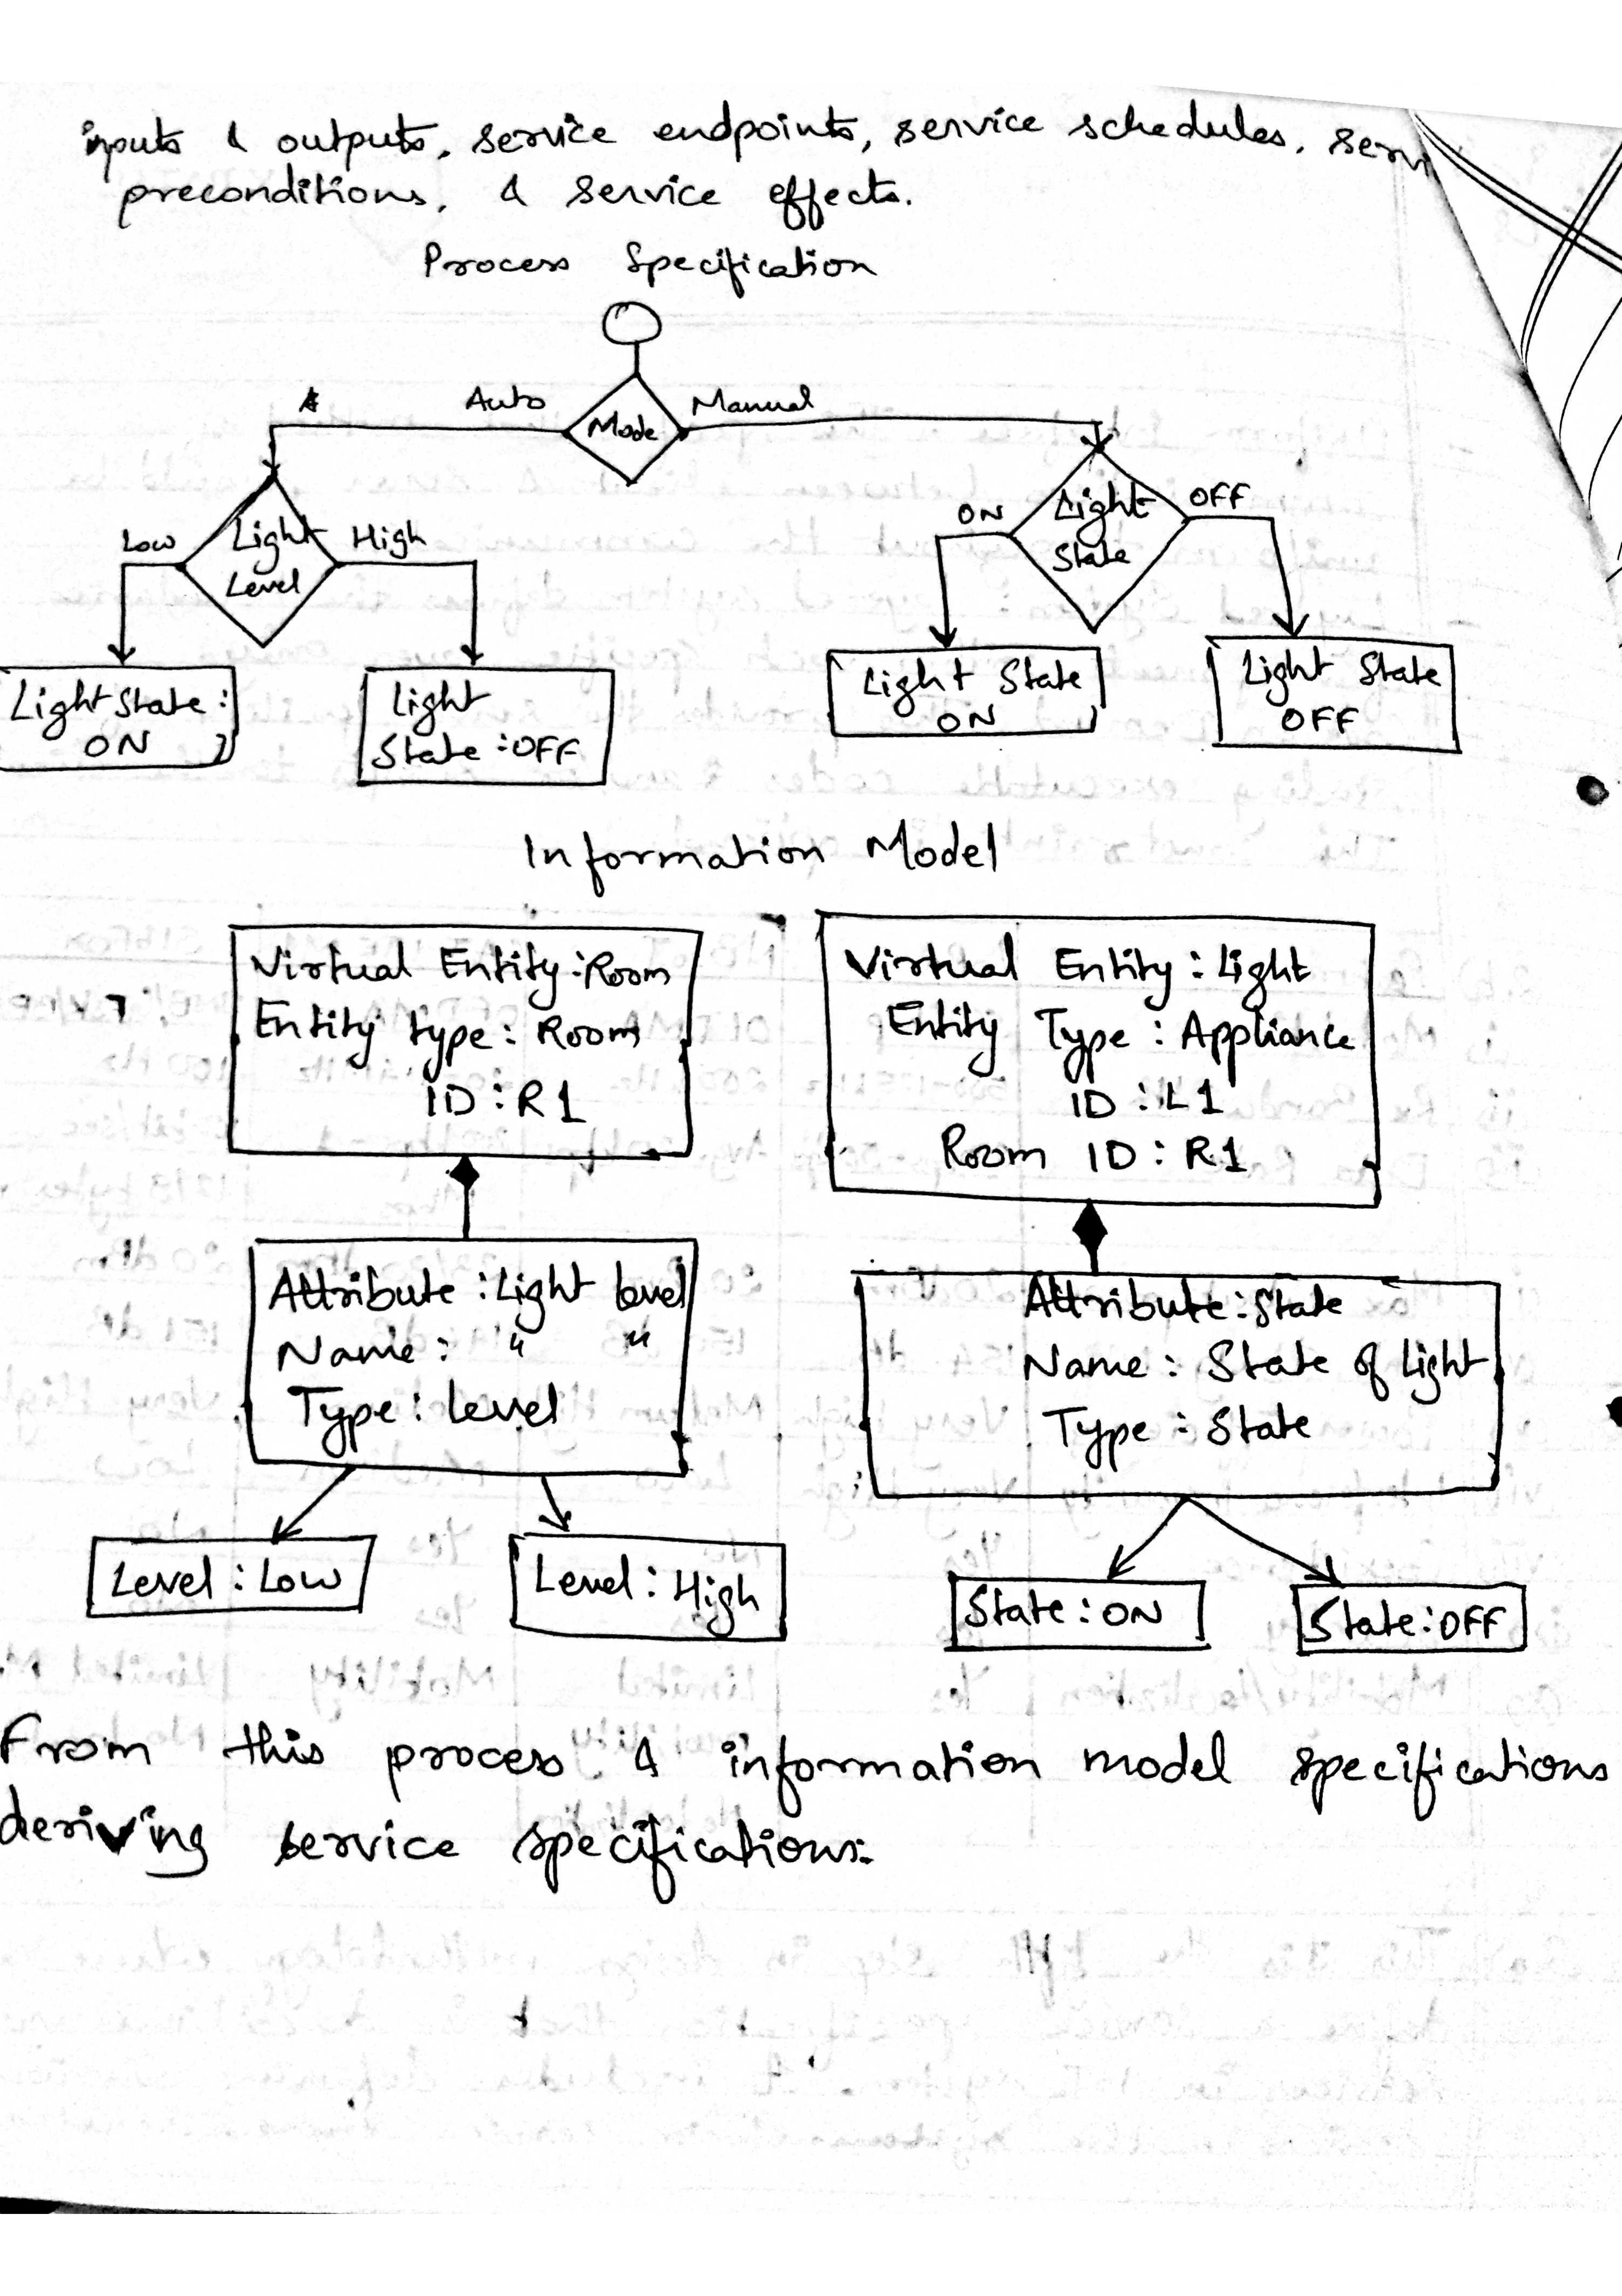 inputs & outputs, service endpoints, service schedules, serv
preconditions, & service effects.
Process Specification
Auto
Mode
Manual
Low
Light
Level
High
ON
Light
State
OFF
Light State:
ON
Light
State : OFF
Light State
ON
Light State
OFF
Information Model
Virtual Entity : Room
Entity type : Room
ID : R1
Virtual Entity : Light
Entity Type : Appliance
ID : L1
Room ID : R1
Attribute : Light level
Name : " "
Type : level
Attribute : State
Name : State of Light
Type : State
Level : Low
Level : High
State : ON
State : OFF
From this process & information model specifications
deriving service specifications: